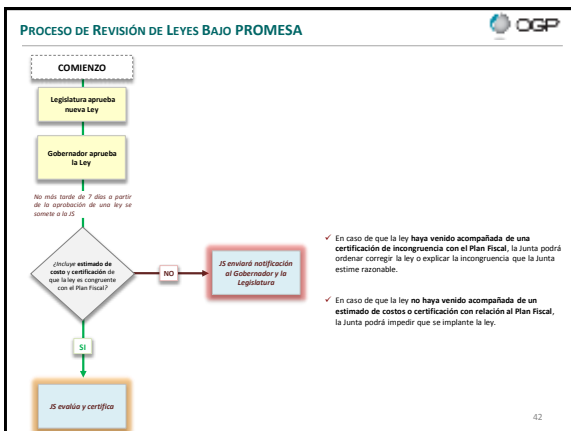 PROCESO DE REVISIÓN DE LEYES BAJO PROMESA
OGP
COMIENZO
Legislatura aprueba
nueva Ley
Gobernador aprueba
la Ley
No más tarde de 7 días a partir
de la aprobación de una ley se
somete a la JS
¿Incluye estimado de
costo y certificación de
que la ley es congruente
con el Plan Fiscal?
NO
JS enviará notificación
al Gobernador y la
Legislatura
SI
JS evalúa y certifica
✓ En caso de que la ley haya venido acompañada de una
certificación de incongruencia con el Plan Fiscal, la Junta podrá
ordenar corregir la ley o explicar la incongruencia que la Junta
estime razonable.
✓ En caso de que la ley no haya venido acompañada de un
estimado de costos o certificación con relación al Plan Fiscal,
la Junta podrá impedir que se implante la ley.
42